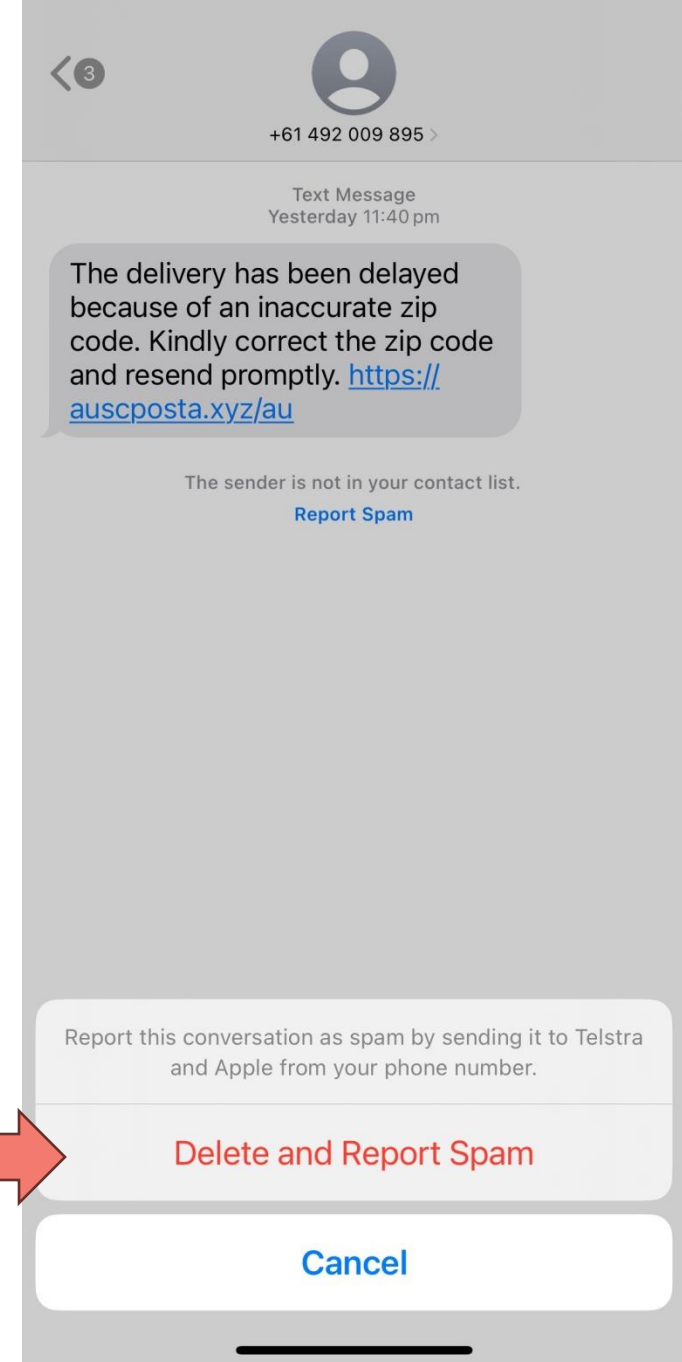 3
+61 492 009 895 >
Text Message
Yesterday 11:40 pm
The delivery has been delayed
because of an inaccurate zip
code. Kindly correct the zip code
and resend promptly. https://
auscposta.xyz/au
The sender is not in your contact list.
Report Spam
Report this conversation as spam by sending it to Telstra
and Apple from your phone number.
Delete and Report Spam
Cancel